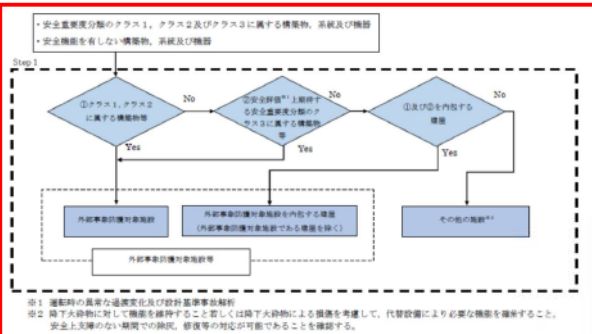 ・安全重要度分類のクラス1，クラス2及びクラス3に属する構築物，系統及び機器
・安全機能を有しない構築物，系統及び機器
Step 1
①クラス1，クラス2
に属する構築物等
No
②安全評価※1上期待す
る安全重要度分類のク
ラス3に属する構築物
等
No
①及び②を内包する
建屋
No
Yes
Yes
Yes
外部事象防護対象施設
外部事象防護対象施設を内包する建屋
（外部事象防護対象施設である建屋を除く）
その他の施設※2
外部事象防護対象施設等
※1 運転時の異常な過渡変化及び設計基準事故解析
※2 降下火砕物に対して機能を維持すること若しくは降下火砕物による損傷を考慮して，代替設備により必要な機能を確保すること，
安全上支障のない期間での除灰，修復等の対応が可能であることを確認する。